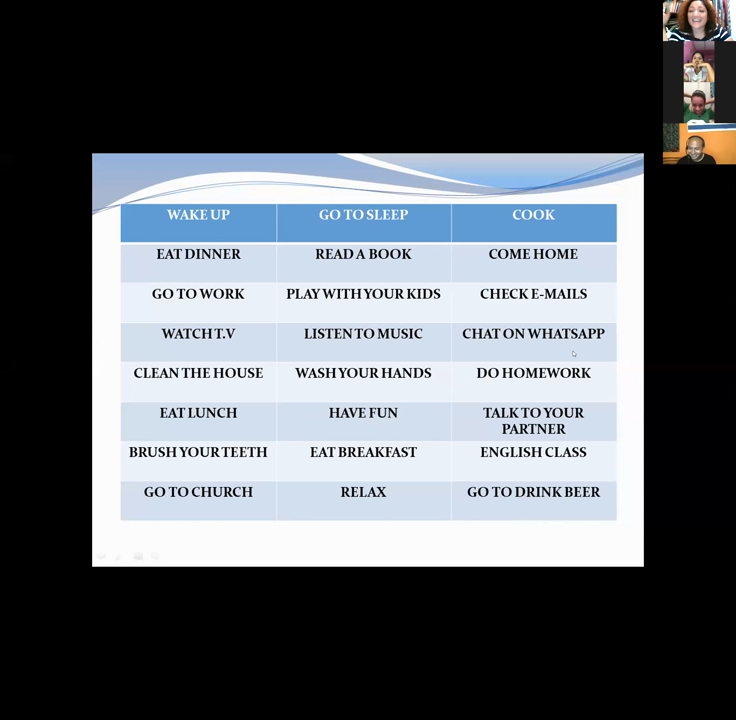 WAKE UP GO TO SLEEP COOK
EAT DINNER READ A BOOK COME HOME
GO TO WORK PLAY WITH YOUR KIDS CHECK E-MAILS
WATCH T.V LISTEN TO MUSIC CHAT ON WHATSAPP
CLEAN THE HOUSE WASH YOUR HANDS DO HOMEWORK
EAT LUNCH HAVE FUN TALK TO YOUR
PARTNER
BRUSH YOUR TEETH EAT BREAKFAST ENGLISH CLASS
GO TO CHURCH RELAX GO TO DRINK BEER